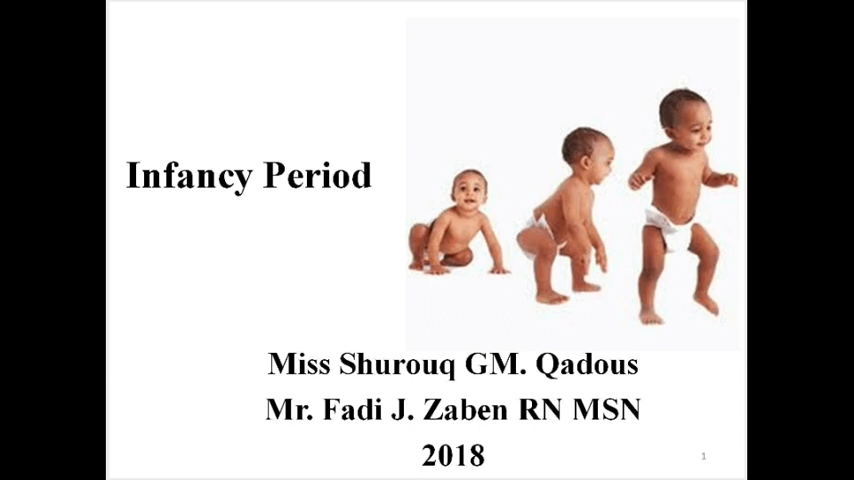 Infancy Period
Miss Shurouq GM. Qadous
Mr. Fadi J. Zaben RN MSN
2018
1